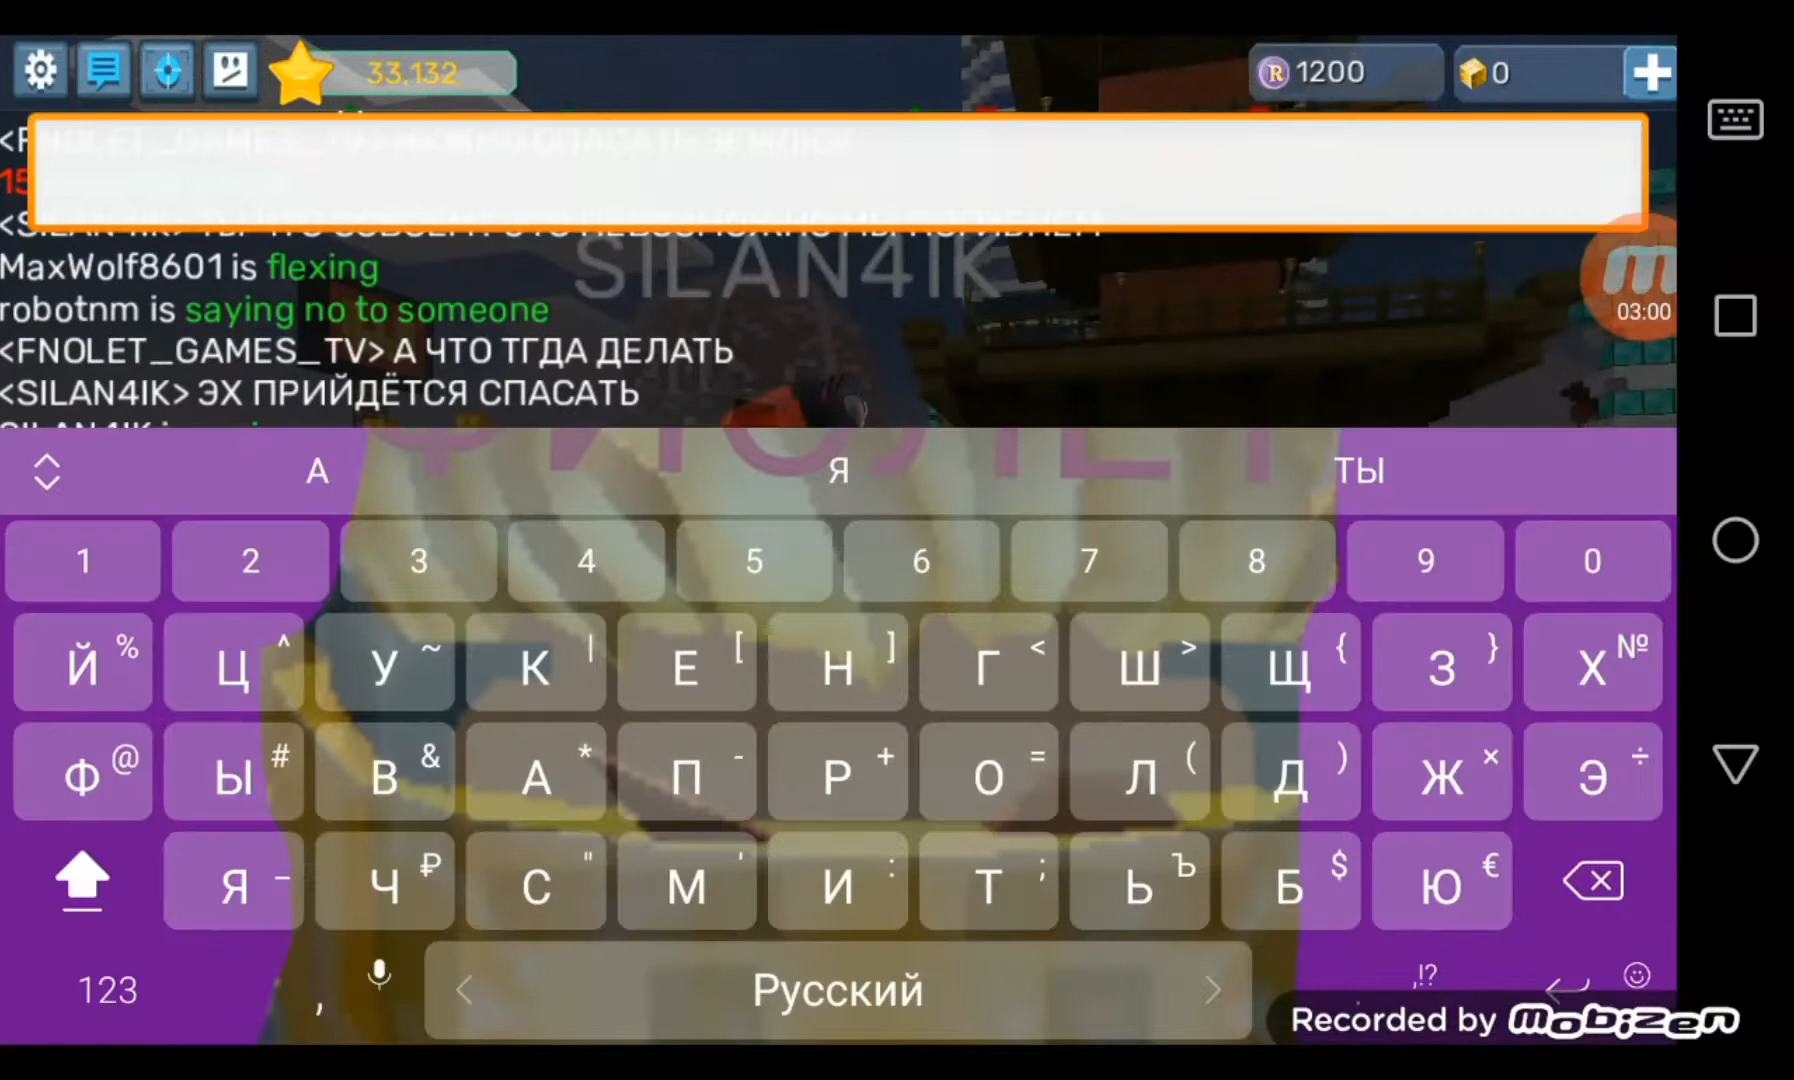 33,132
R 1200
0
15
MaxWolf8601 is flexing
SILAN4IK
robotnm is saying no to someone
<FNOLET_GAMES_TV> А ЧТО ТГДА ДЕЛАТЬ
<SILAN4IK> ЭХ ПРИЙДЁТСЯ СПАСАТЬ
m
03:00
А Я ТЫ
1 2 3 4 5 6 7 8 9 0
Й % Ц ^ У ~ К | Е [ Н ] Г < Ш > Щ { З } Х №
Ф @ Ы # В & А * П - Р + О = Л ( Д ) Ж × Э ÷
Я _ Ч ₽ С " М ' И : Т ; Ь Ъ Б $ Ю €
123 , < Русский > ,!?
Recorded by mobizen